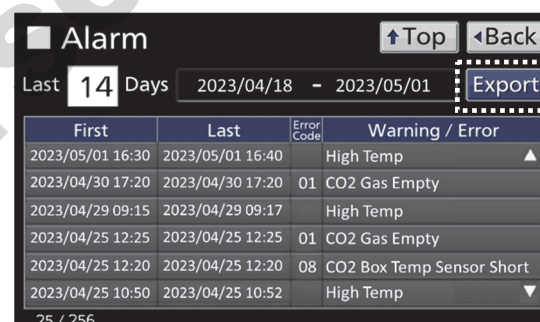 Alarm
Top
Back
Last 14 Days 2023/04/18 – 2023/05/01 Export
First Last Error Code Warning / Error
2023/05/01 16:30 2023/05/01 16:40 High Temp
2023/04/30 17:20 2023/04/30 17:20 01 CO2 Gas Empty
2023/04/29 09:15 2023/04/29 09:17 High Temp
2023/04/25 12:25 2023/04/25 12:25 01 CO2 Gas Empty
2023/04/25 12:20 2023/04/25 12:20 08 CO2 Box Temp Sensor Short
2023/04/25 10:50 2023/04/25 10:52 High Temp
25 / 256